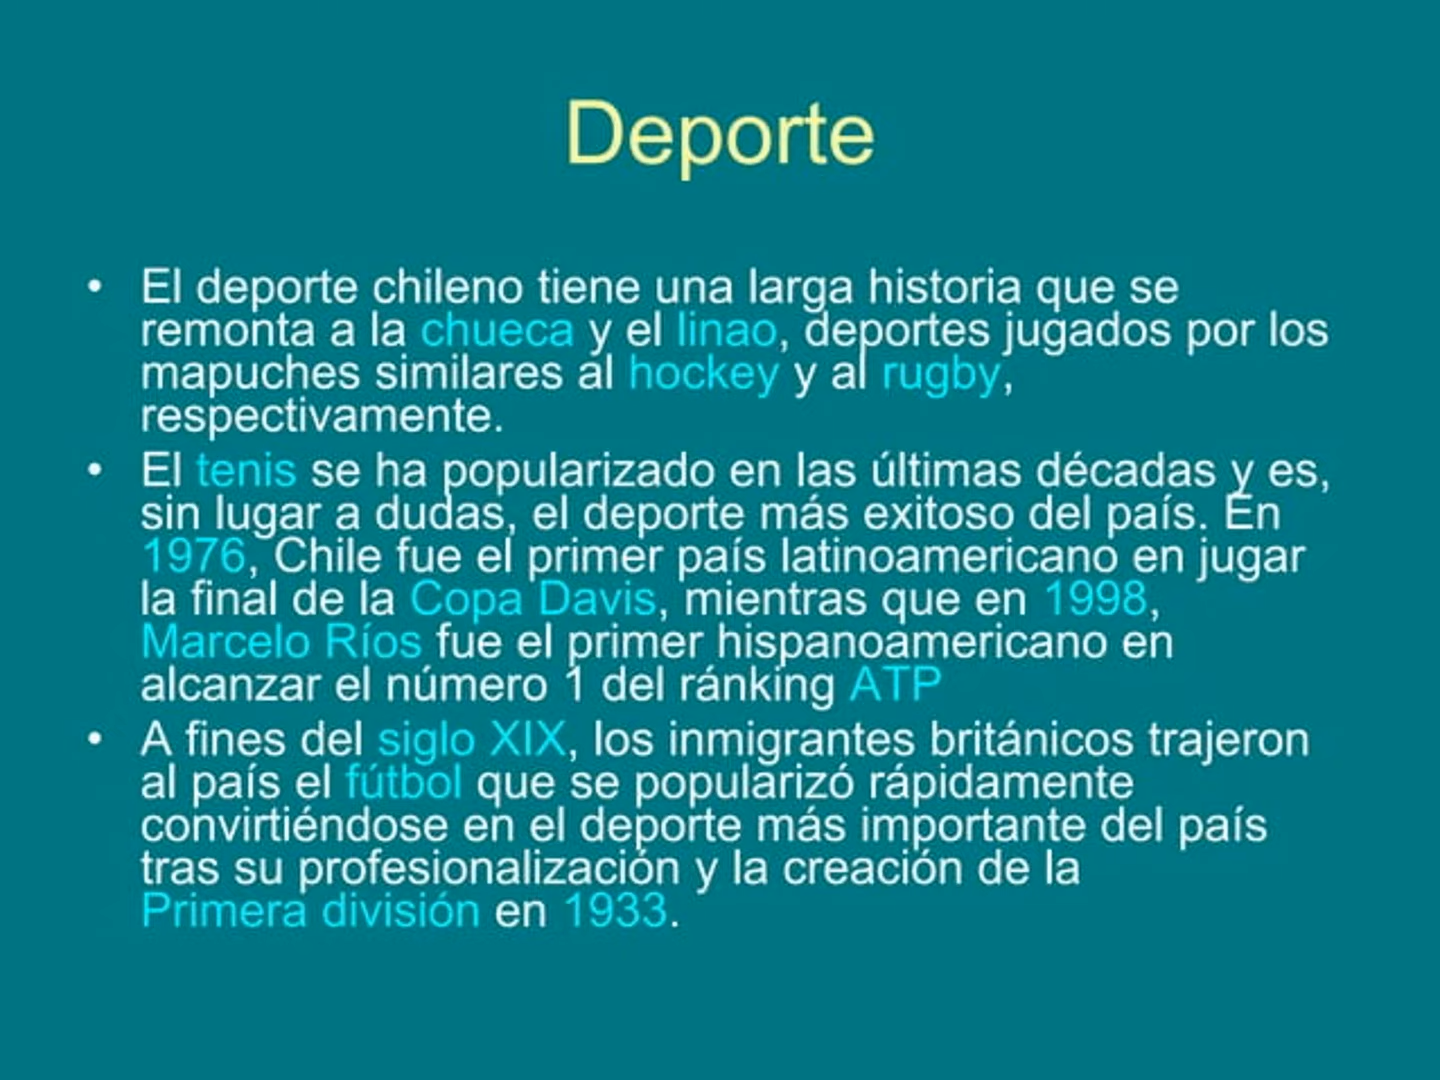 Deporte
• El deporte chileno tiene una larga historia que se
remonta a la chueca y el linao, deportes jugados por los
mapuches similares al hockey y al rugby,
respectivamente.
• El tenis se ha popularizado en las últimas décadas y es,
sin lugar a dudas, el deporte más exitoso del país. En
1976, Chile fue el primer país latinoamericano en jugar
la final de la Copa Davis, mientras que en 1998,
Marcelo Ríos fue el primer hispanoamericano en
alcanzar el número 1 del ránking ATP
• A fines del siglo XIX, los inmigrantes británicos trajeron
al país el fútbol que se popularizó rápidamente
convirtiéndose en el deporte más importante del país
tras su profesionalización y la creación de la
Primera división en 1933.